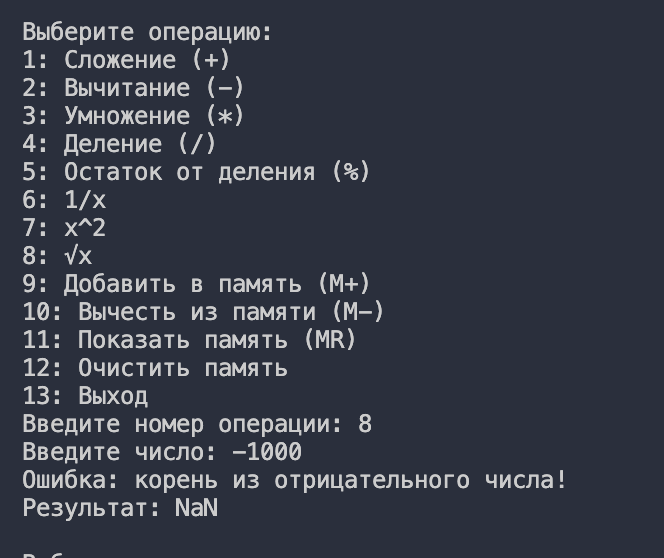 Выберите операцию:
1: Сложение (+)
2: Вычитание (-)
3: Умножение (*)
4: Деление (/)
5: Остаток от деления (%)
6: 1/x
7: x^2
8: √x
9: Добавить в память (M+)
10: Вычесть из памяти (M-)
11: Показать память (MR)
12: Очистить память
13: Выход
Введите номер операции: 8
Введите число: -1000
Ошибка: корень из отрицательного числа!
Результат: NaN